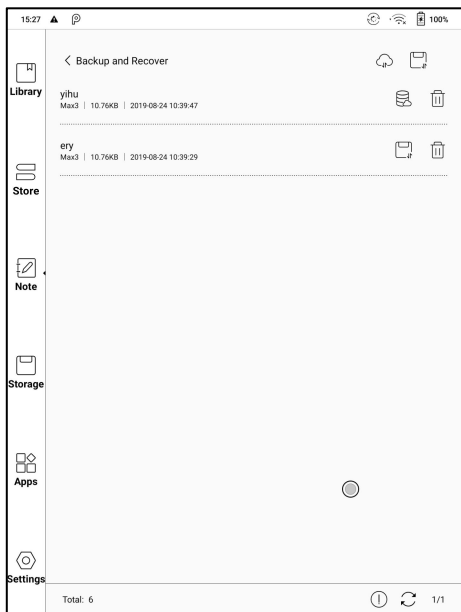 15:27
100%
Backup and Recover
yihu
Max3 | 10.76KB | 2019-08-24 10:39:47
ery
Max3 | 10.76KB | 2019-08-24 10:39:29
Library
Store
Note
Storage
Apps
Settings
Total: 6
1/1